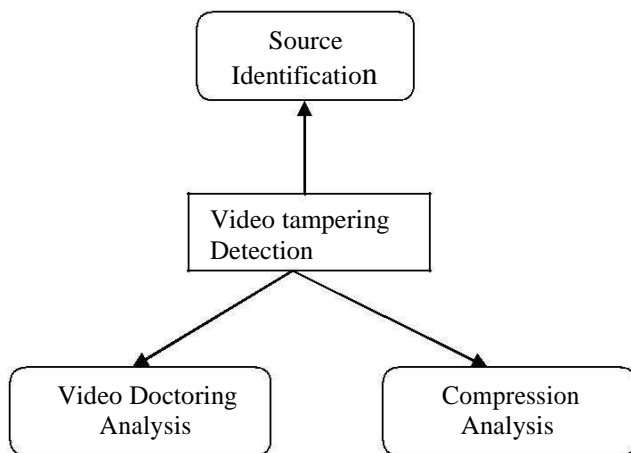 Source
Identification
Video tampering
Detection
Video Doctoring
Analysis
Compression
Analysis